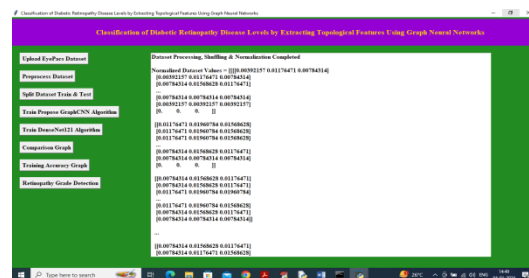 Classification of Diabetic Retinopathy Disease Levels by Extracting Topological Features Using Graph Neural Networks
Classification of Diabetic Retinopathy Disease Levels by Extracting Topological Features Using Graph Neural Networks
Upload EyePacs Dataset
Preprocess Dataset
Split Dataset Train & Test
Train Propose GraphCNN Algorithm
Train DenseNet121 Algorithm
Comparison Graph
Training Accuracy Graph
Retinopathy Grade Detection
Dataset Processing, Shuffling & Normalization Completed
Normalized Dataset Values = [[[[0.00392157 0.01176471 0.00784314]
[0.00392157 0.01176471 0.00784314]
[0.00784314 0.01568628 0.01176471]
...
[0.00784314 0.00784314 0.00784314]
[0.00392157 0.00392157 0.00392157]
[0. 0. 0. ]]
[[0.01176471 0.01960784 0.01568628]
[0.01176471 0.01960784 0.01568628]
[0.01176471 0.01960784 0.01568628]
...
[0.00784314 0.01568628 0.01176471]
[0.00784314 0.00784314 0.00784314]
[0. 0. 0. ]]
[[0.00784314 0.01568628 0.01176471]
[0.00784314 0.01568628 0.01176471]
[0.01176471 0.01960784 0.01960784]
...
[0.01176471 0.01960784 0.01568628]
[0.00784314 0.01568628 0.01176471]
[0.00784314 0.00784314 0.00784314]]
...
[[0.00784314 0.01568628 0.01176471]
[0.00784314 0.01176471 0.01568628]
Type here to search
26°C
ENG
14:40